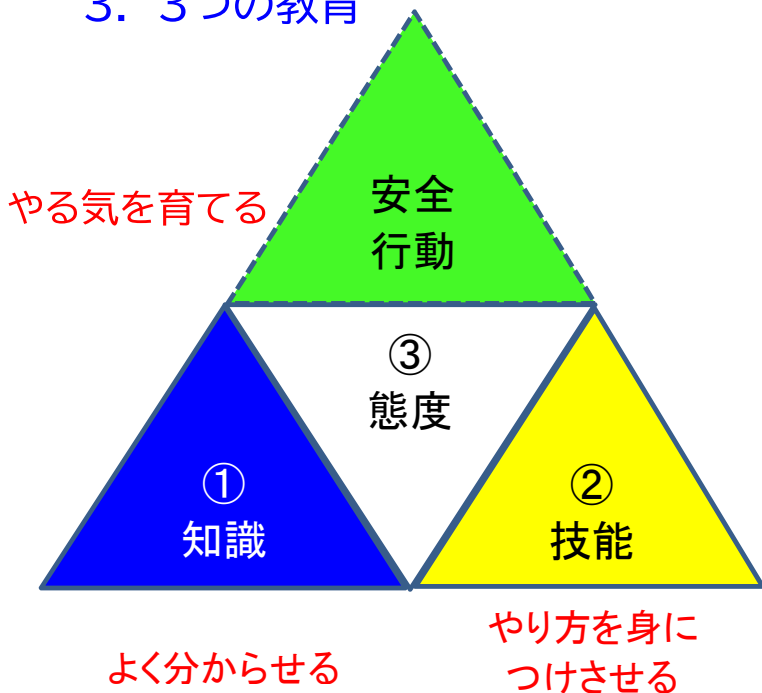 3. 3つの教育
安全
行動
やる気を育てる
③
態度
①
知識
②
技能
よく分からせる
やり方を身に
つけさせる